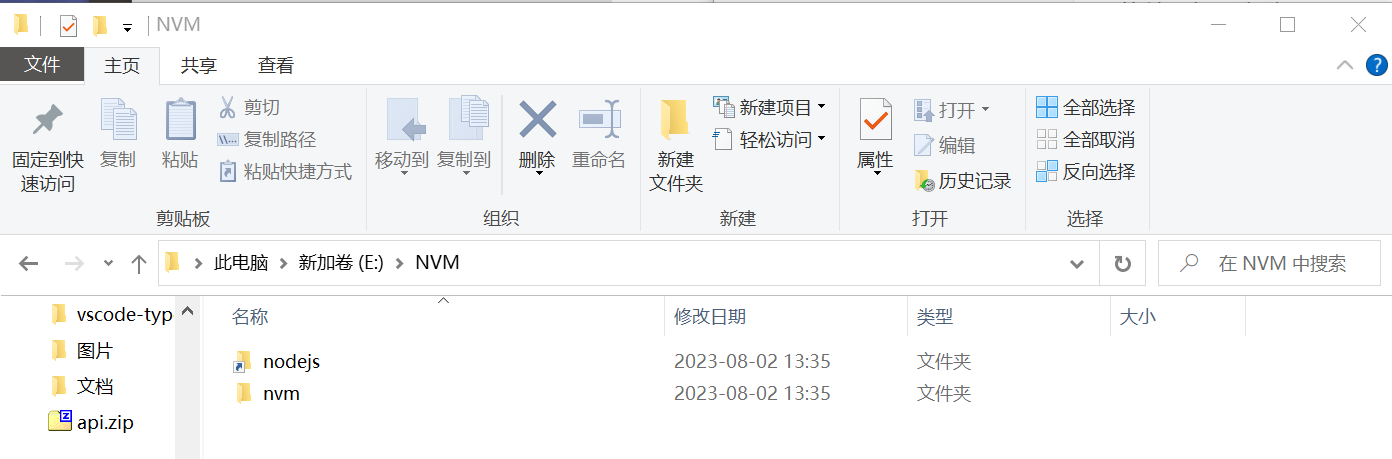 NVM
文件 主页 共享 查看
固定到快
速访问
复制
粘贴
剪切
复制路径
粘贴快捷方式
剪贴板
移动到
复制到
删除
重命名
组织
新建
文件夹
新建项目
轻松访问
新建
属性
打开
编辑
历史记录
打开
全部选择
全部取消
反向选择
选择
此电脑 > 新加卷 (E:) > NVM
在 NVM 中搜索
vscode-typ
图片
文档
api.zip
名称 修改日期 类型 大小
nodejs 2023-08-02 13:35 文件夹
nvm 2023-08-02 13:35 文件夹